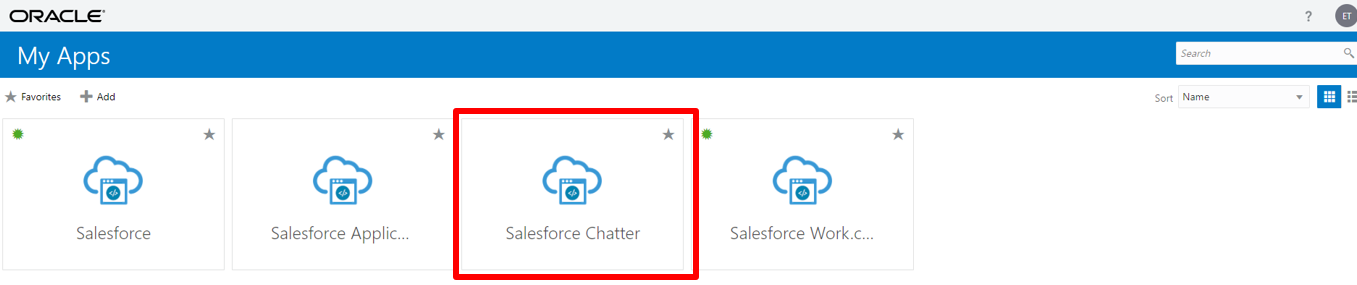 ORACLE®
? ET
My Apps
Search
Favorites Add
Sort Name
Salesforce
Salesforce Applic...
Salesforce Chatter
Salesforce Work.c...